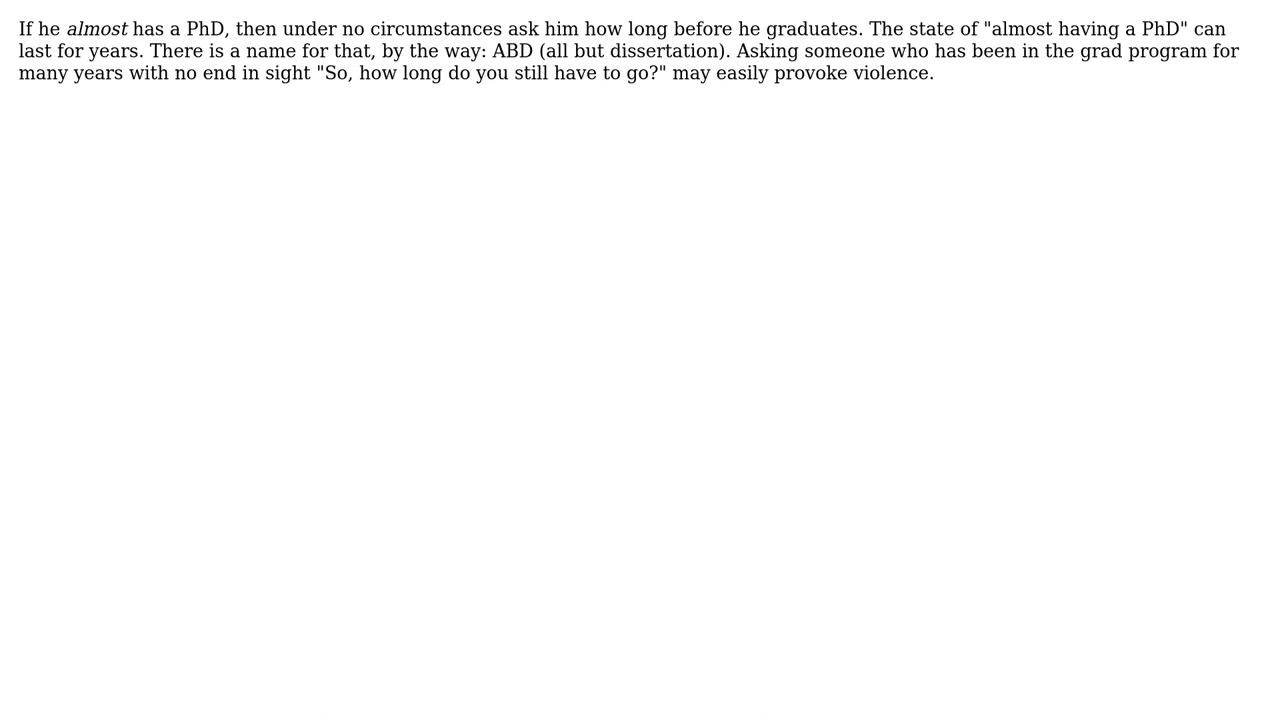 If he almost has a PhD, then under no circumstances ask him how long before he graduates. The state of "almost having a PhD" can
last for years. There is a name for that, by the way: ABD (all but dissertation). Asking someone who has been in the grad program for
many years with no end in sight "So, how long do you still have to go?" may easily provoke violence.